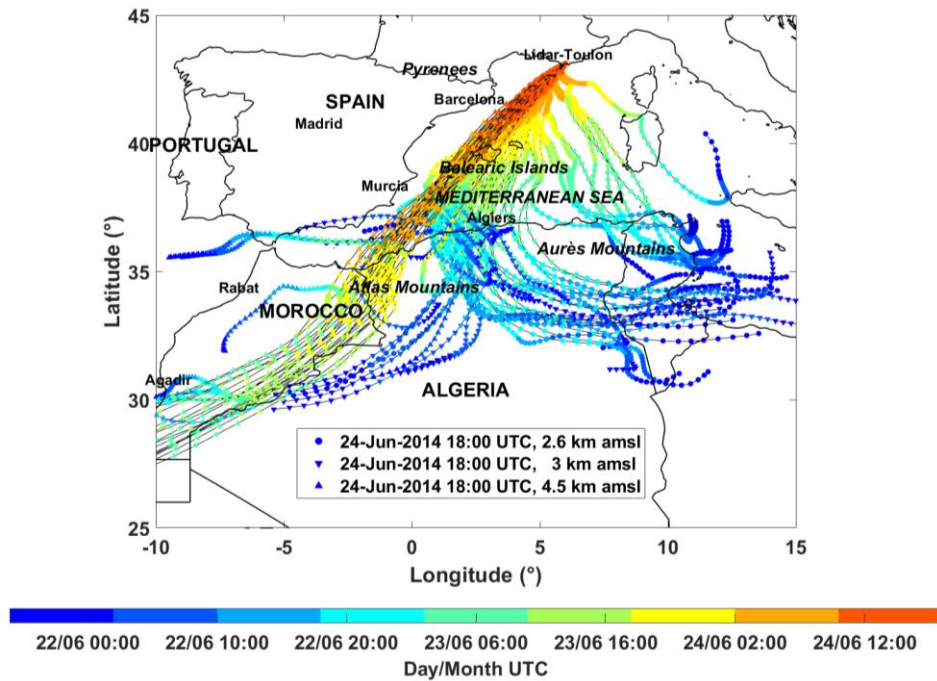 45
Lidar-Toulon
Pyrenees
SPAIN
Barcelona
Madrid
40
PORTUGAL
Balearic Islands
Murcia
MEDITERRANEAN SEA
Algiers
Aurès Mountains
35
Rabat
Atlas Mountains
MOROCCO
Agadir
ALGERIA
30
24-Jun-2014 18:00 UTC, 2.6 km amsl
24-Jun-2014 18:00 UTC, 3 km amsl
24-Jun-2014 18:00 UTC, 4.5 km amsl
25
Latitude (°)
-10 -5 0 5 10 15
Longitude (°)
22/06 00:00 22/06 10:00 22/06 20:00 23/06 06:00 23/06 16:00 24/06 02:00 24/06 12:00
Day/Month UTC